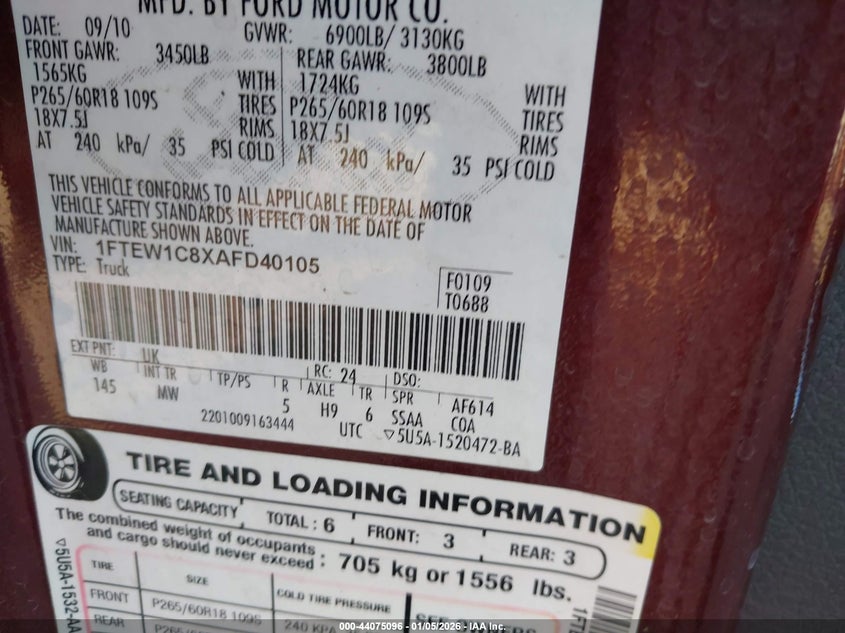 MFD. BY FORD MOTOR CO.
DATE: 09/10 GVWR: 6900LB/ 3130KG
FRONT GAWR: 3450LB REAR GAWR: 3800LB
1565KG WITH 1724KG WITH
P265/60R18 109S TIRES P265/60R18 109S TIRES
18X7.5J RIMS 18X7.5J RIMS
AT 240 kPa/ 35 PSI COLD AT 240 kPa/ 35 PSI COLD
THIS VEHICLE CONFORMS TO ALL APPLICABLE FEDERAL MOTOR
VEHICLE SAFETY STANDARDS IN EFFECT ON THE DATE OF
MANUFACTURE SHOWN ABOVE.
VIN: 1FTEW1C8XAFD40105
TYPE: Truck
F0109
T0688
EXT PNT: UK RC: 24 DSO:
WB INT TR TP/PS R AXLE TR SPR AF614
145 MW 5 H9 6 SSAA COA
2201009163444 UTC ▽5U5A-1520472-BA
TIRE AND LOADING INFORMATION
SEATING CAPACITY TOTAL: 6 FRONT: 3 REAR: 3
The combined weight of occupants
and cargo should never exceed: 705 kg or 1556 lbs.
▽5U5A-1532-AA
TIRE SIZE COLD TIRE PRESSURE
FRONT P265/60R18 109S 240 KPA
REAR P265/60R18
1FT
000-44075096 - 01/05/2026 - IAA Inc.